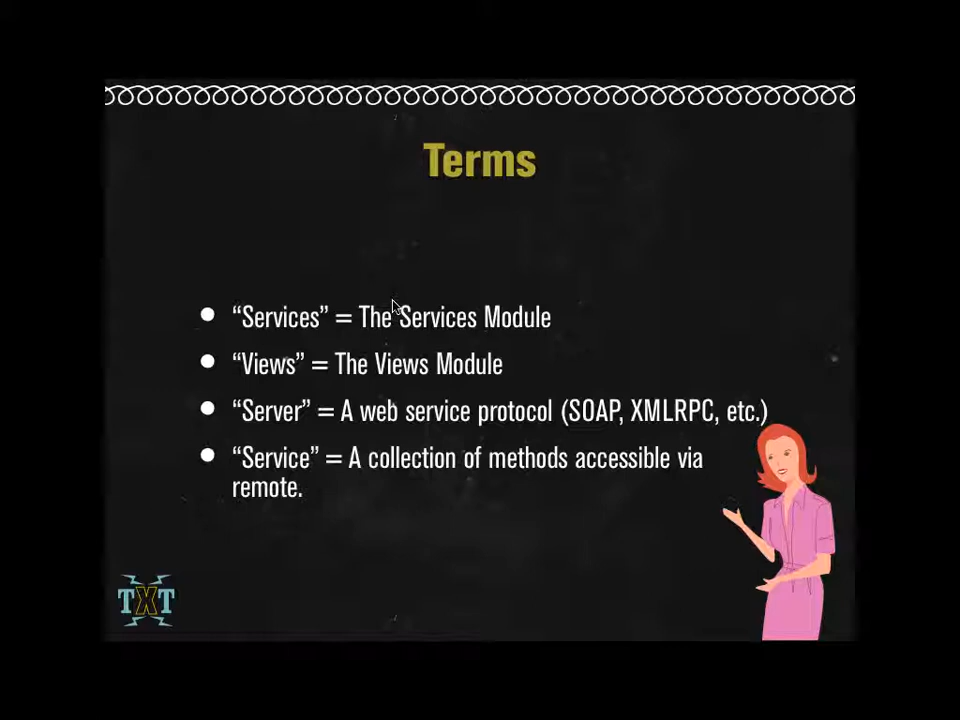 Terms
“Services” = The Services Module
“Views” = The Views Module
“Server” = A web service protocol (SOAP, XMLRPC, etc.)
“Service” = A collection of methods accessible via
remote.
TXT